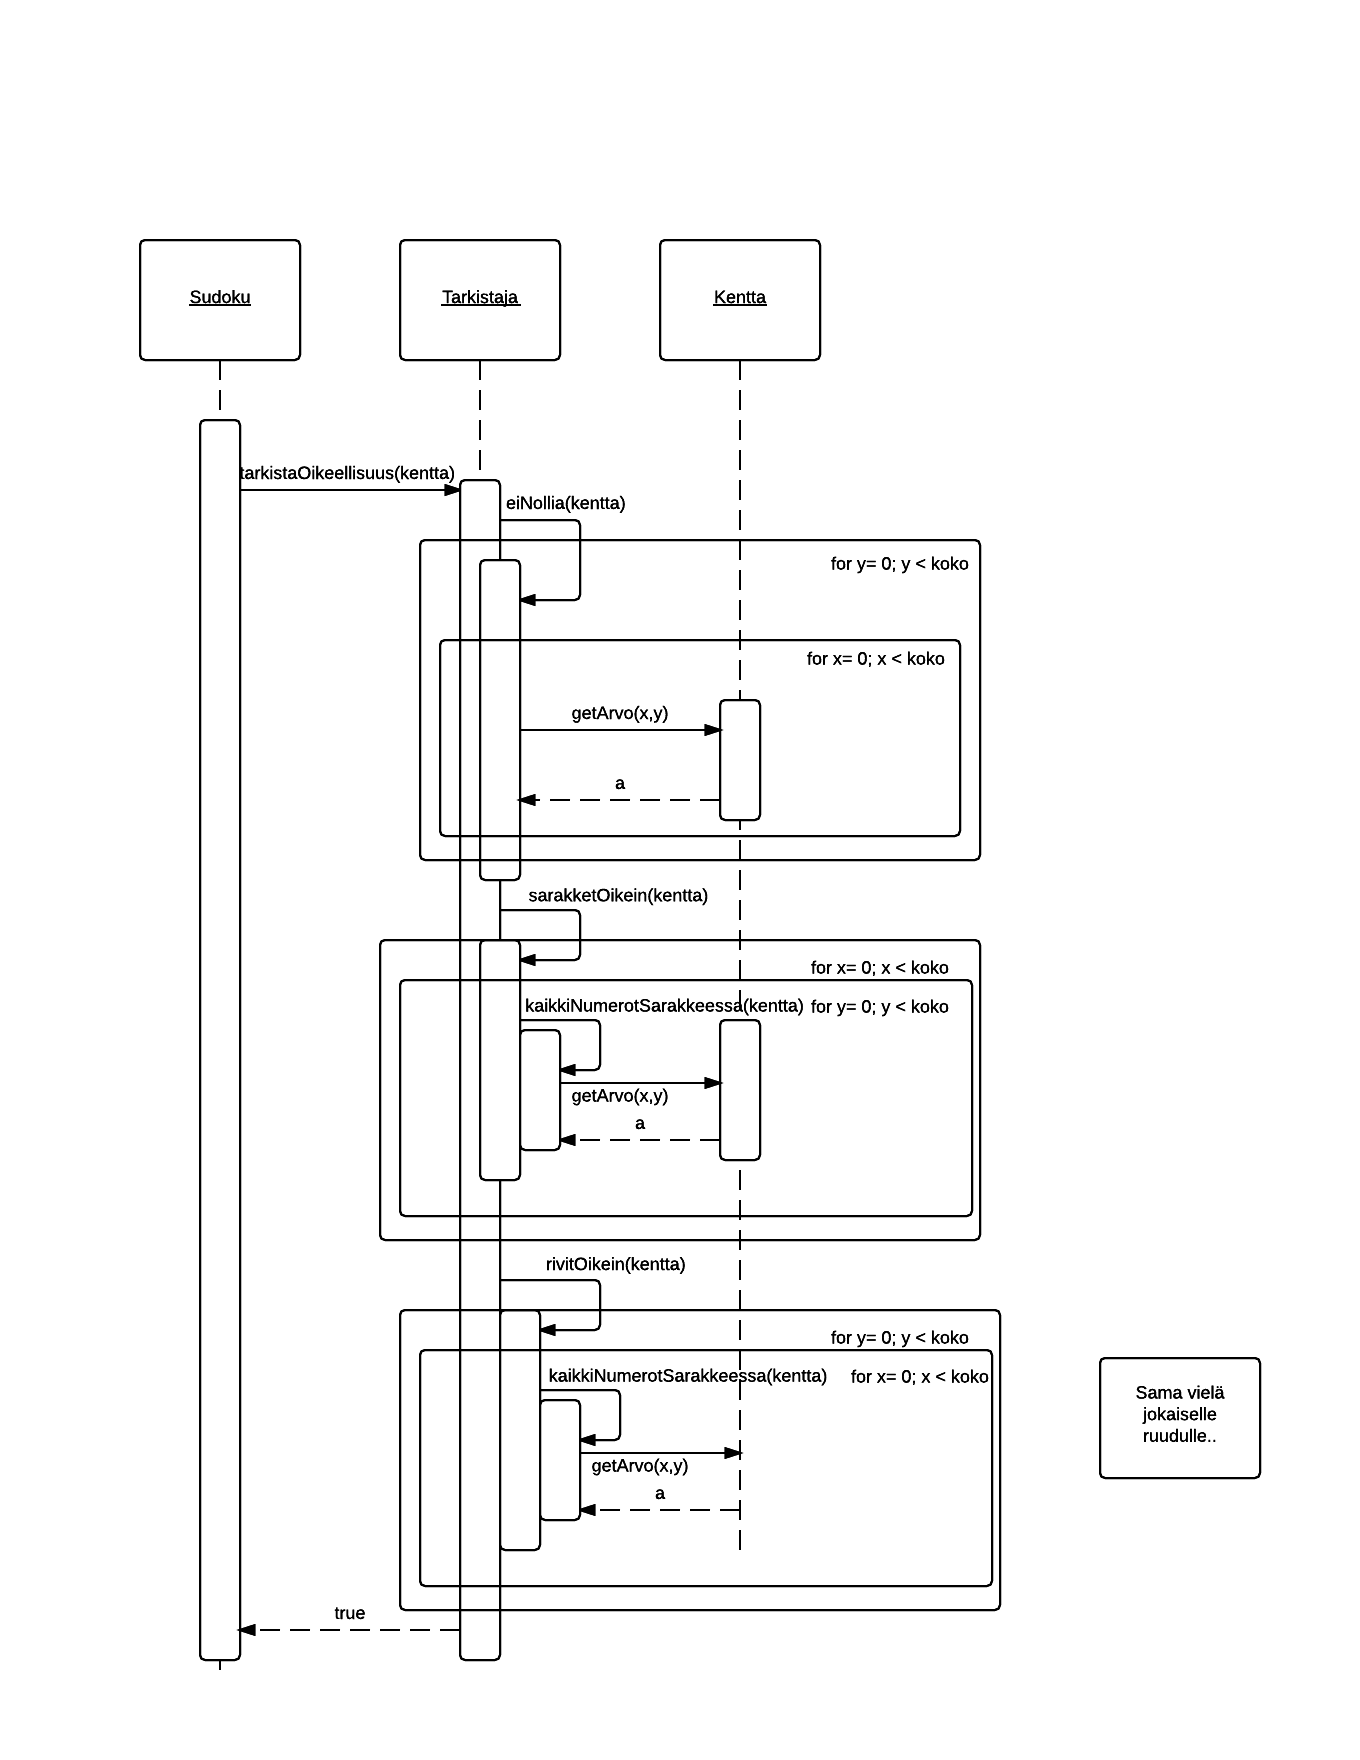 Sudoku
Tarkistaja
Kentta
tarkistaOikeellisuus(kentta)
eiNollia(kentta)
for y= 0; y < koko
for x= 0; x < koko
getArvo(x,y)
a
sarakketOikein(kentta)
for x= 0; x < koko
kaikkiNumerotSarakkeessa(kentta)
for y= 0; y < koko
getArvo(x,y)
a
rivitOikein(kentta)
for y= 0; y < koko
kaikkiNumerotSarakkeessa(kentta)
for x= 0; x < koko
Sama vielä
jokaiselle
ruudulle..
getArvo(x,y)
a
true